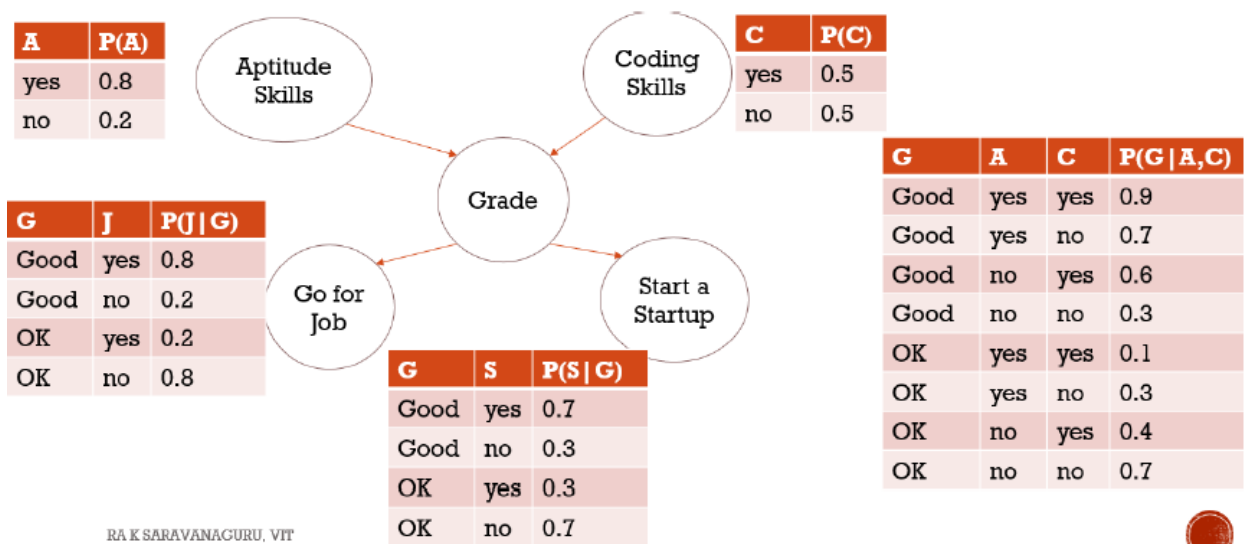 A P(A)
yes 0.8
no 0.2
Aptitude
Skills
Coding
Skills
C P(C)
yes 0.5
no 0.5
Grade
G A C P(G|A,C)
Good yes yes 0.9
Good yes no 0.7
Good no yes 0.6
Good no no 0.3
OK yes yes 0.1
OK yes no 0.3
OK no yes 0.4
OK no no 0.7
G J P(J|G)
Good yes 0.8
Good no 0.2
OK yes 0.2
OK no 0.8
Go for
Job
Start a
Startup
G S P(S|G)
Good yes 0.7
Good no 0.3
OK yes 0.3
OK no 0.7
RA K SARAVANAGURU, VIT